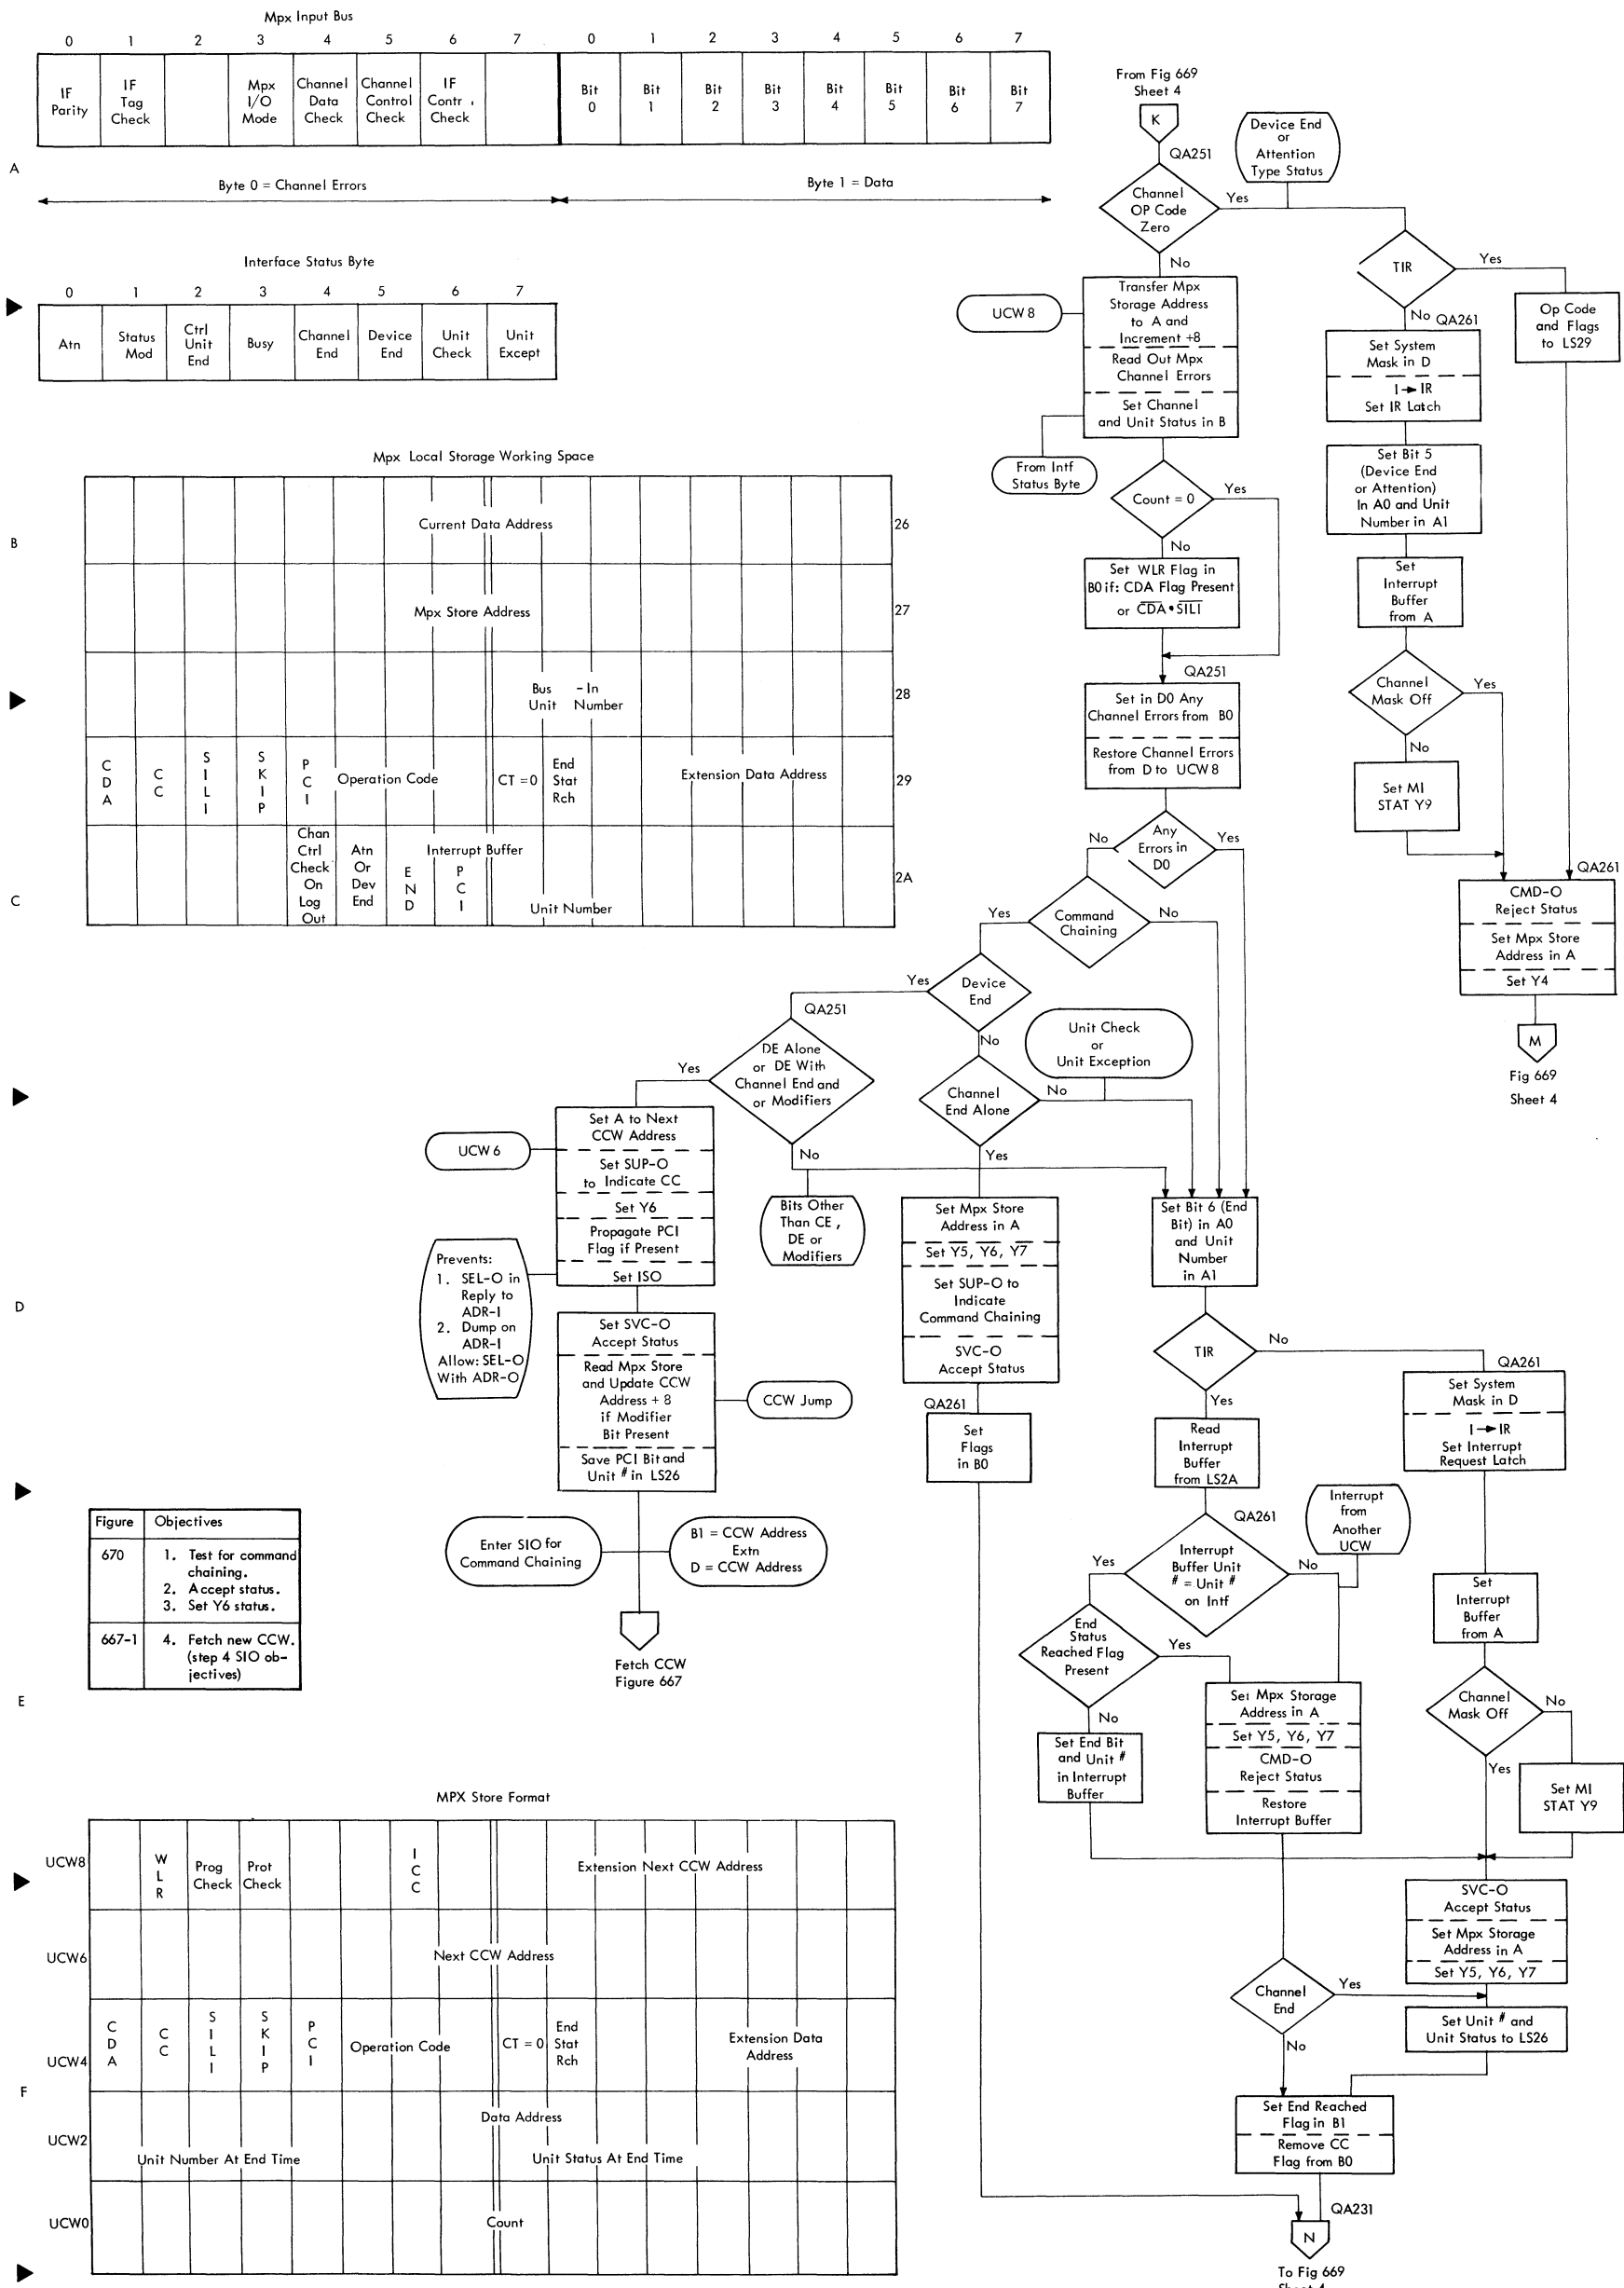 Mpx Input Bus
0 1 2 3 4 5 6 7 0 1 2 3 4 5 6 7
IF
Parity
IF
Tag
Check
Mpx
I/O
Mode
Channel
Data
Check
Channel
Control
Check
IF
Contr
Check
Bit
0
Bit
1
Bit
2
Bit
3
Bit
4
Bit
5
Bit
6
Bit
7
A
Byte 0 = Channel Errors
Byte 1 = Data
Interface Status Byte
0 1 2 3 4 5 6 7
Atn
Status
Mod
Ctrl
Unit
End
Busy
Channel
End
Device
End
Unit
Check
Unit
Except
Mpx Local Storage Working Space
B
Current Data Address
26
Mpx Store Address
27
Bus - In
Unit Number
28
C
D
A
C
C
S
I
L
I
S
K
I
P
P
C
I
Operation Code
CT = 0
End
Stat
Rch
Extension Data Address
29
Chan
Ctrl
Check
On
Log
Out
Atn
Or
Dev
End
E
N
D
Interrupt Buffer
P
C
I
Unit Number
2A
C
From Fig 669
Sheet 4
K
QA251
Device End
or
Attention
Type Status
Channel
OP Code
Zero
Yes
No
UCW 8
Transfer Mpx
Storage Address
to A and
Increment +8
Read Out Mpx
Channel Errors
Set Channel
and Unit Status in B
From Intf
Status Byte
TIR
Yes
No
QA261
Op Code
and Flags
to LS29
Set System
Mask in D
I → IR
Set IR Latch
Set Bit 5
(Device End
or Attention)
In A0 and Unit
Number in A1
Set
Interrupt
Buffer
from A
Channel
Mask Off
Yes
No
Set MI
STAT Y9
QA261
CMD-O
Reject Status
Set Mpx Store
Address in A
Set Y4
M
Fig 669
Sheet 4
Count = 0
Yes
No
Set WLR Flag in
B0 if: CDA Flag Present
or C̅D̅A̅ • S̅I̅L̅I̅
QA251
Set in D0 Any
Channel Errors from B0
Restore Channel Errors
from D to UCW 8
Any
Errors in
D0
No
Yes
Command
Chaining
Yes
No
Device
End
Yes
No
QA251
DE Alone
or DE With
Channel End and
or Modifiers
Yes
No
Unit Check
or
Unit Exception
Channel
End Alone
No
Yes
UCW 6
Set A to Next
CCW Address
Set SUP-O
to Indicate CC
Set Y6
Propagate PCI
Flag if Present
Set ISO
Prevents:
1. SEL-O in
Reply to
ADR-I
2. Dump on
ADR-I
Allow: SEL-O
With ADR-O
D
Set SVC-O
Accept Status
Read Mpx Store
and Update CCW
Address + 8
if Modifier
Bit Present
Save PCI Bit and
Unit # in LS26
CCW Jump
Bits Other
Than CE ,
DE or
Modifiers
Set Mpx Store
Address in A
Set Y5, Y6, Y7
Set SUP-O to
Indicate
Command Chaining
SVC-O
Accept Status
QA261
Set
Flags
in B0
Set Bit 6 (End
Bit) in A0
and Unit
Number
in A1
TIR
No
Yes
QA261
Set System
Mask in D
I → IR
Set Interrupt
Request Latch
Read
Interrupt
Buffer
from LS2A
QA261
Interrupt
from
Another
UCW
Interrupt
Buffer Unit
# = Unit #
on Intf
Yes
No
Enter SIO for
Command Chaining
B1 = CCW Address
Extn
D = CCW Address
Fetch CCW
Figure 667
Figure Objectives
670 1. Test for command
chaining.
2. Accept status.
3. Set Y6 status.
667-1 4. Fetch new CCW.
(step 4 SIO ob-
jectives)
E
End
Status
Reached Flag
Present
Yes
No
Set End Bit
and Unit #
in Interrupt
Buffer
Set Mpx Storage
Address in A
Set Y5, Y6, Y7
CMD-O
Reject Status
Restore
Interrupt Buffer
Set
Interrupt
Buffer
from A
Channel
Mask Off
No
Yes
Set MI
STAT Y9
SVC-O
Accept Status
Set Mpx Storage
Address in A
Set Y5, Y6, Y7
Channel
End
Yes
No
Set Unit # and
Unit Status to LS26
Set End Reached
Flag in B1
Remove CC
Flag from B0
QA231
N
To Fig 669
Sheet 4
MPX Store Format
UCW8
W
L
R
Prog
Check
Prot
Check
I
C
C
Extension Next CCW Address
UCW6
Next CCW Address
UCW4
C
D
A
C
C
S
I
L
I
S
K
I
P
P
C
I
Operation Code
CT = 0
End
Stat
Rch
Extension Data
Address
F
UCW2
Data Address
Unit Number At End Time
Unit Status At End Time
UCW0
Count